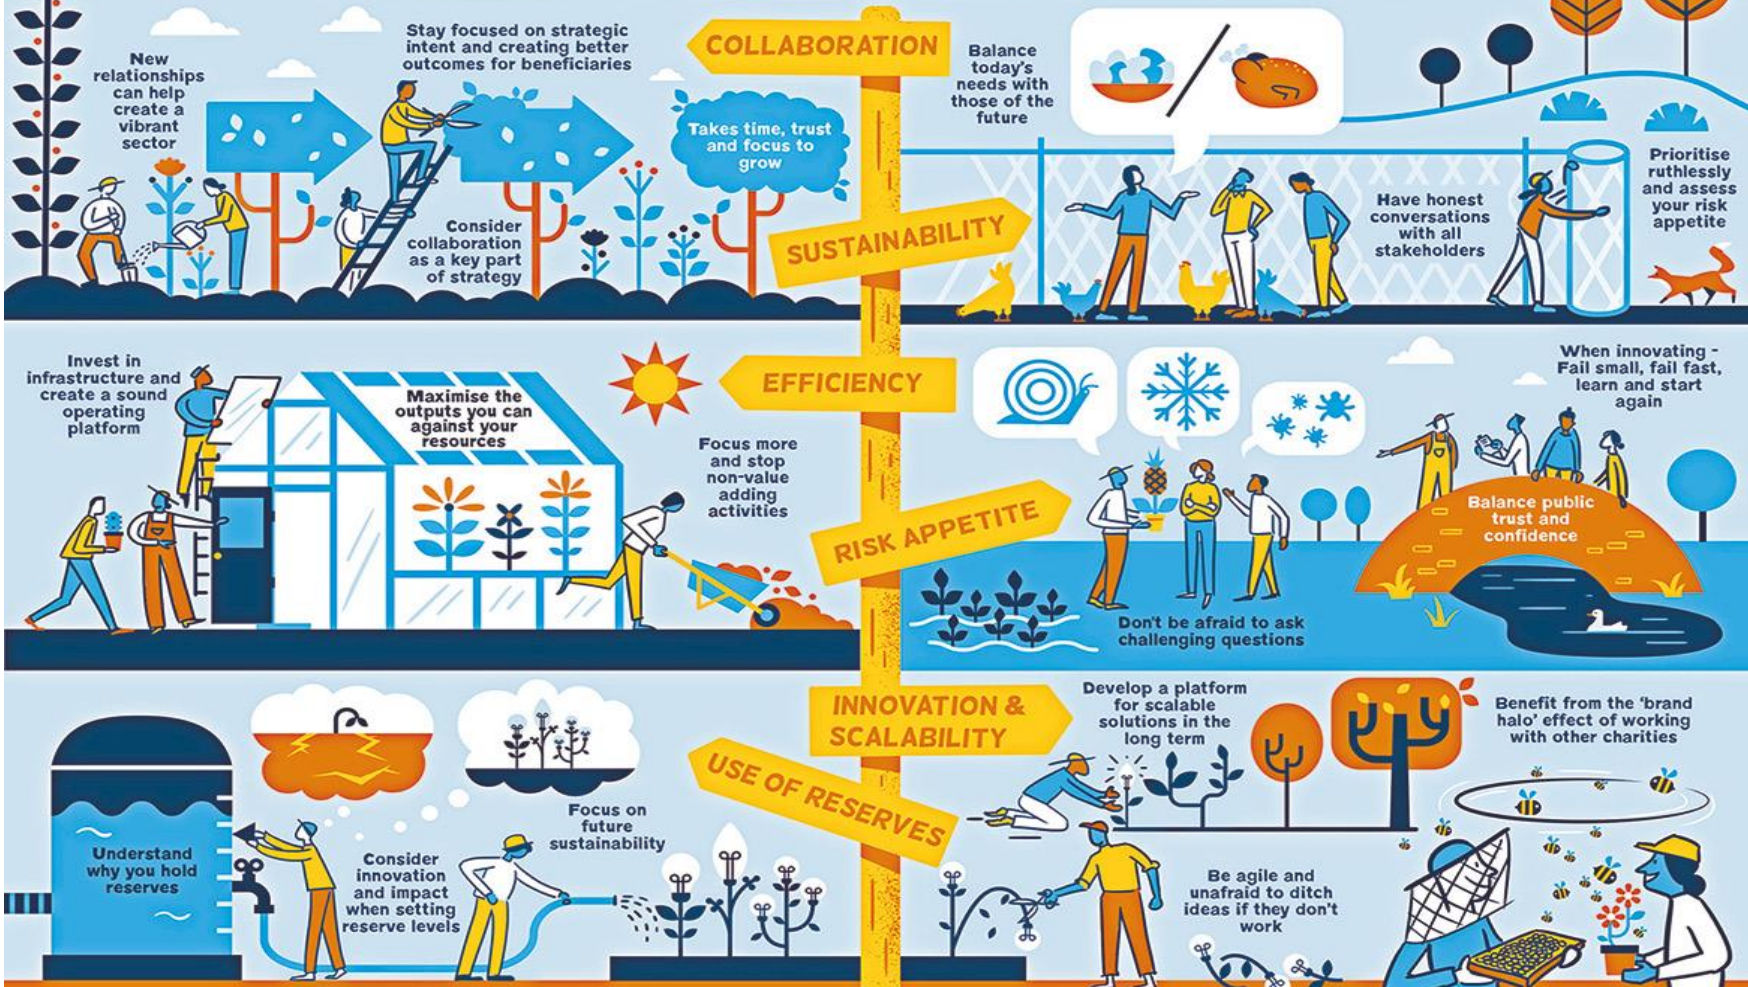 New
relationships
can help
create a
vibrant
sector
Stay focused on strategic
intent and creating better
outcomes for beneficiaries
Consider
collaboration
as a key part
of strategy
Takes time, trust
and focus to
grow
COLLABORATION
Balance
today's
needs with
those of the
future
SUSTAINABILITY
Have honest
conversations
with all
stakeholders
Prioritise
ruthlessly
and assess
your risk
appetite
Invest in
infrastructure and
create a sound
operating
platform
Maximise the
outputs you can
against your
resources
Focus more
and stop
non-value
adding
activities
EFFICIENCY
RISK APPETITE
Don't be afraid to ask
challenging questions
When innovating -
Fail small, fail fast,
learn and start
again
Balance public
trust and
confidence
Understand
why you hold
reserves
Consider
innovation
and impact
when setting
reserve levels
Focus on
future
sustainability
INNOVATION &
SCALABILITY
USE OF RESERVES
Develop a platform
for scalable
solutions in the
long term
Be agile and
unafraid to ditch
ideas if they don't
work
Benefit from the 'brand
halo' effect of working
with other charities